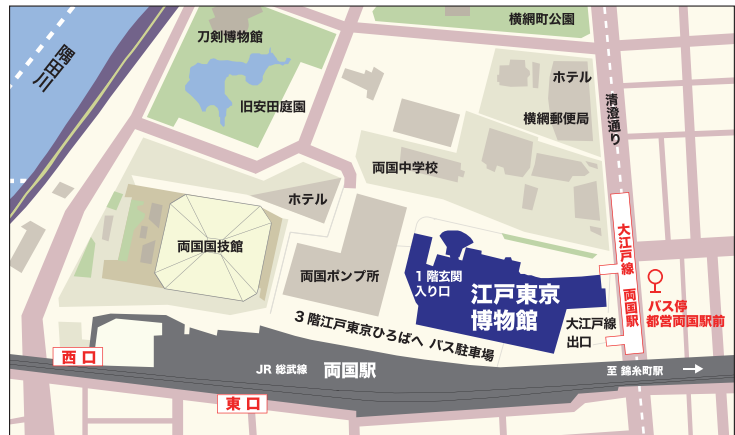 横網町公園
刀剣博物館
隅田川
旧安田庭園
ホテル
横網郵便局
清澄通り
両国中学校
ホテル
両国国技館
両国ポンプ所
1階玄関
入り口
江戸東京
博物館
大江戸線 両国駅
バス停
都営両国駅前
大江戸線
出口
3階江戸東京ひろばへ バス駐車場
西口
JR 総武線 両国駅
至 錦糸町駅
東口